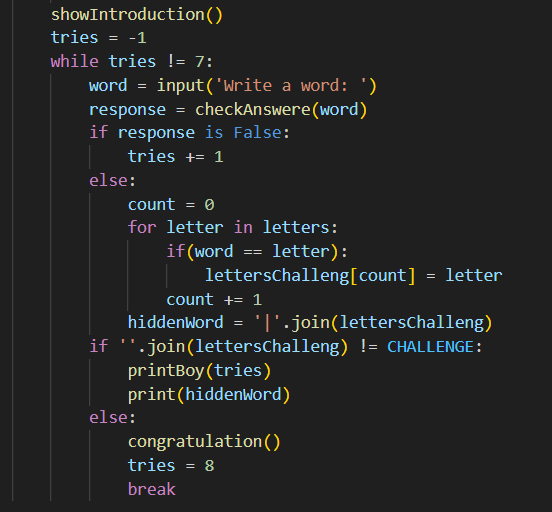 showIntroduction()
tries = -1
while tries != 7:
word = input('Write a word: ')
response = checkAnswere(word)
if response is False:
tries += 1
else:
count = 0
for letter in letters:
if(word == letter):
lettersChalleng[count] = letter
count += 1
hiddenWord = '|'.join(lettersChalleng)
if ''.join(lettersChalleng) != CHALLENGE:
printBoy(tries)
print(hiddenWord)
else:
congratulation()
tries = 8
break